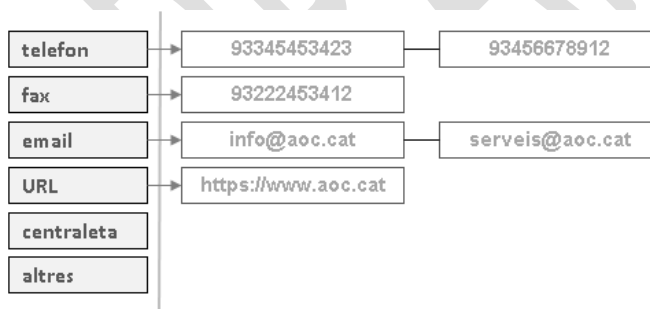 telefon 93345453423 93456678912
fax 93222453412
email info@aoc.cat serveis@aoc.cat
URL https://www.aoc.cat
centraleta
altres